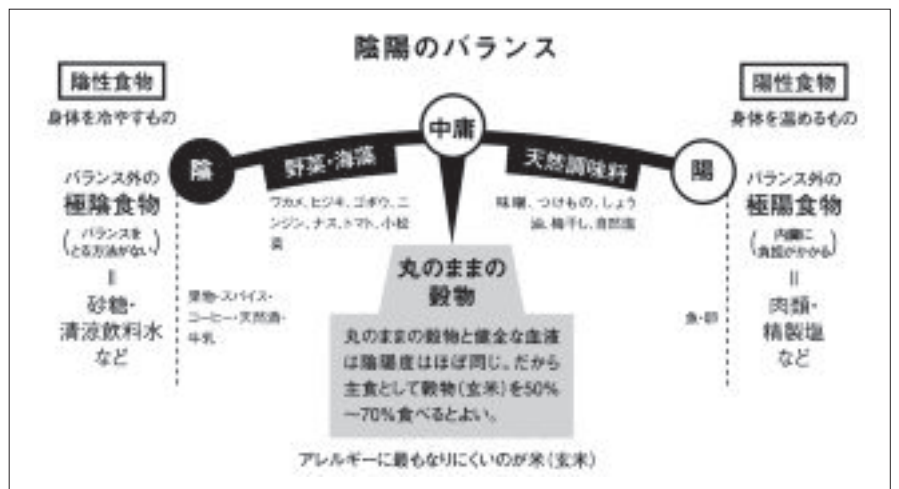 陰陽のバランス
陰性食物
身体を冷やすもの
陽性食物
身体を温めるもの
中庸
陰
野菜・海藻
天然調味料
陽
バランス外の
極陰食物
(バランスを
とる方法がない)
=
砂糖・
清涼飲料水
など
ワカメ、ヒジキ、ゴボウ、ニ
ンジン、ナス、トマト、小松
菜
果物・スパイス・
コーヒー・天然酒・
牛乳
味噌、つけもの、しょう
油、梅干し、自然塩
丸のままの
穀物
丸のままの穀物と健全な血液
は陰陽度はほぼ同じ。だから
主食として穀物(玄米)を50%
〜70%食べるとよい。
魚・卵
バランス外の
極陽食物
(内臓に
負担がかかる)
=
肉類・
精製塩
など
アレルギーに最もなりにくいのが米(玄米)